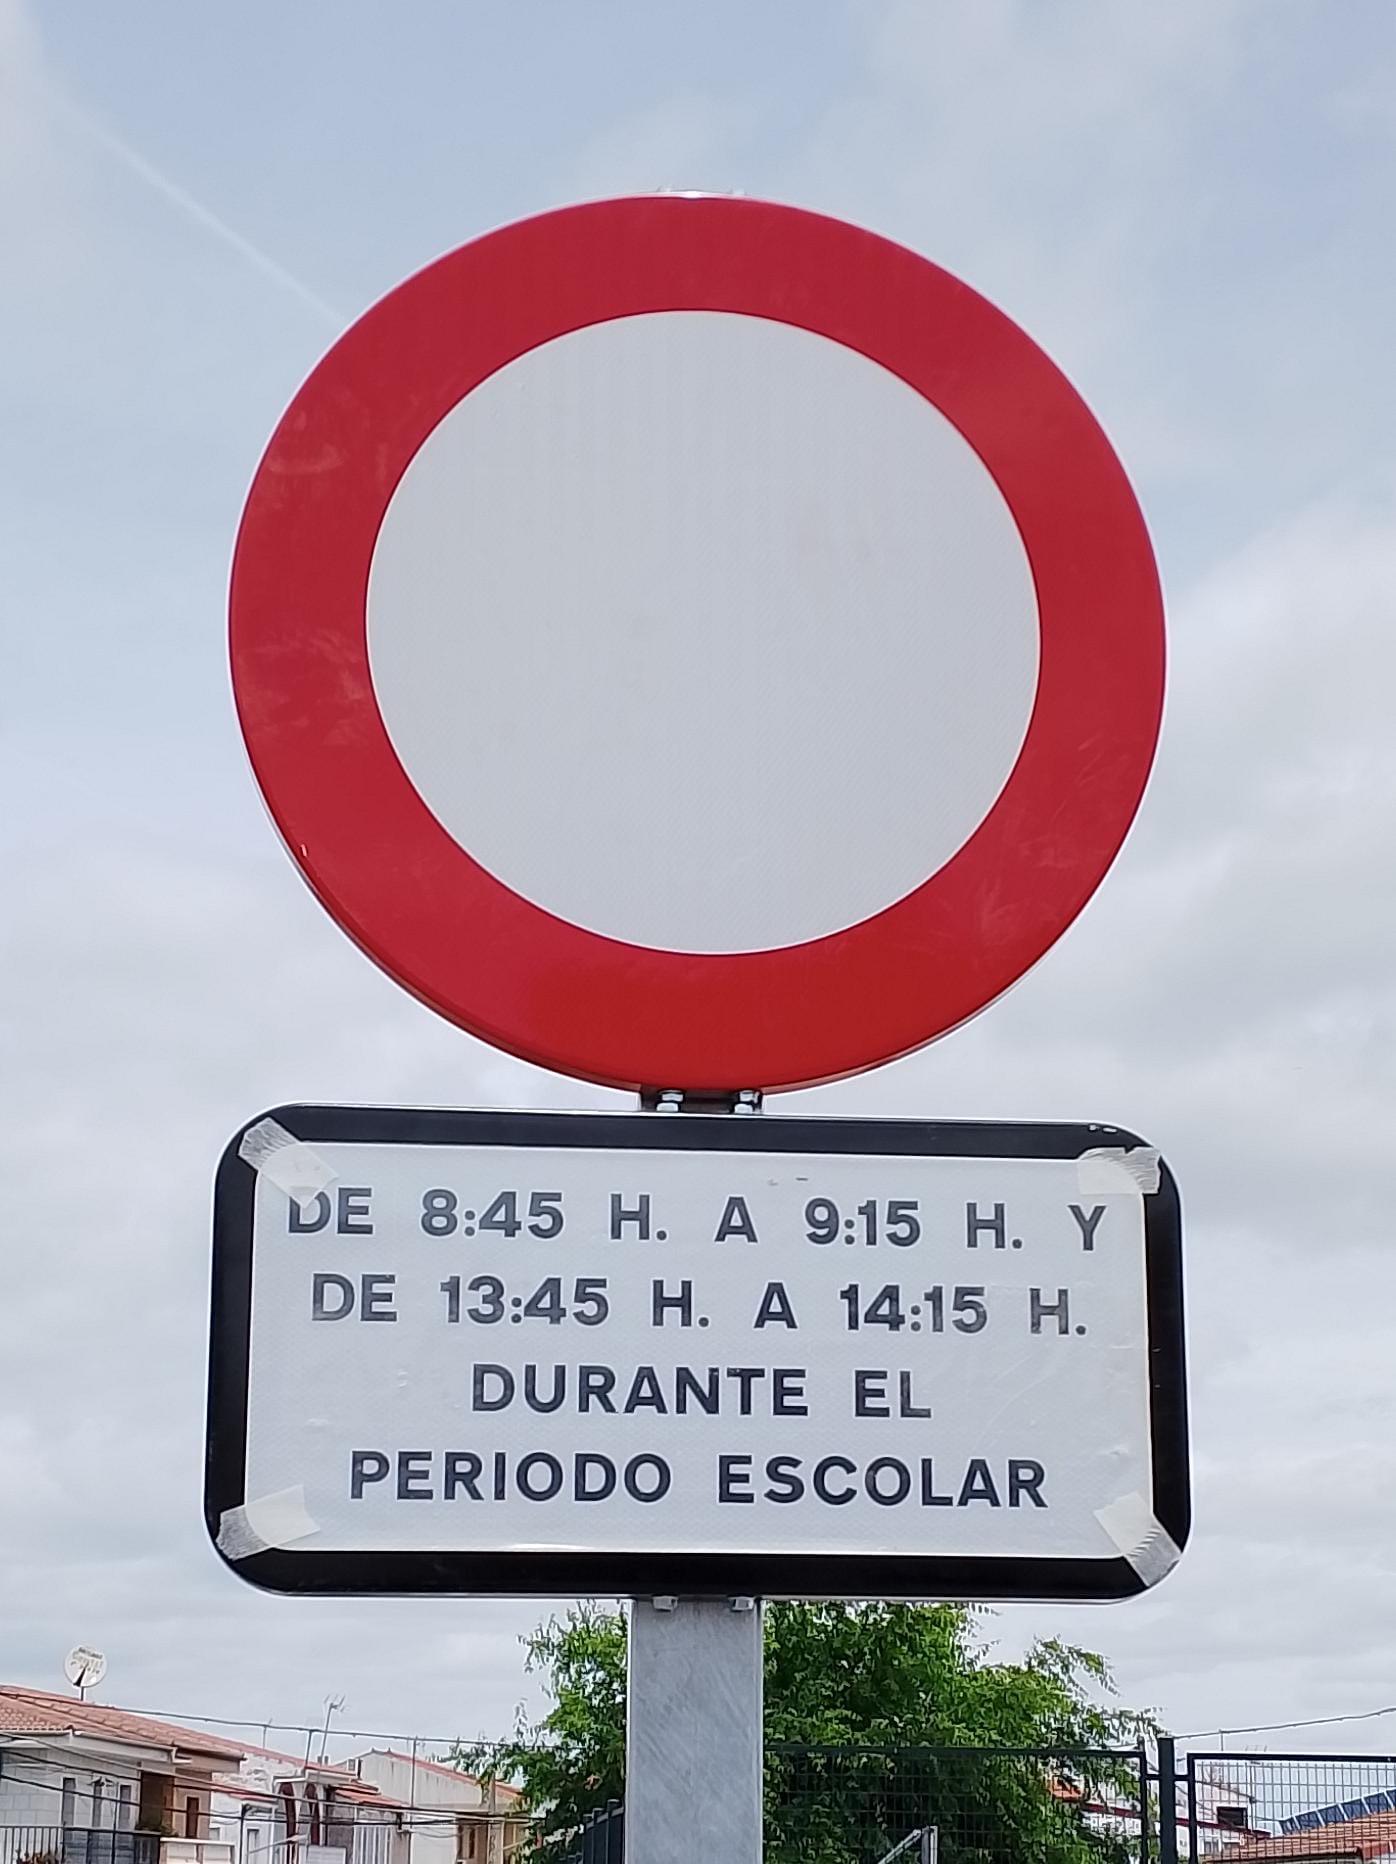 DE 8:45 H. A 9:15 H. Y
DE 13:45 H. A 14:15 H.
DURANTE EL
PERIODO ESCOLAR